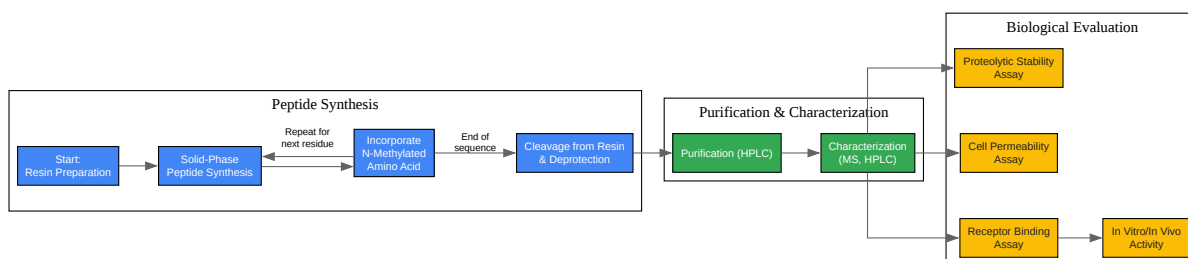 Biological Evaluation
Proteolytic Stability
Assay
Peptide Synthesis
Purification & Characterization
Start:
Resin Preparation
Solid-Phase
Peptide Synthesis
Repeat for
next residue
Incorporate
N-Methylated
Amino Acid
End of
sequence
Cleavage from Resin
& Deprotection
Purification (HPLC)
Characterization
(MS, HPLC)
Cell Permeability
Assay
Receptor Binding
Assay
In Vitro/In Vivo
Activity